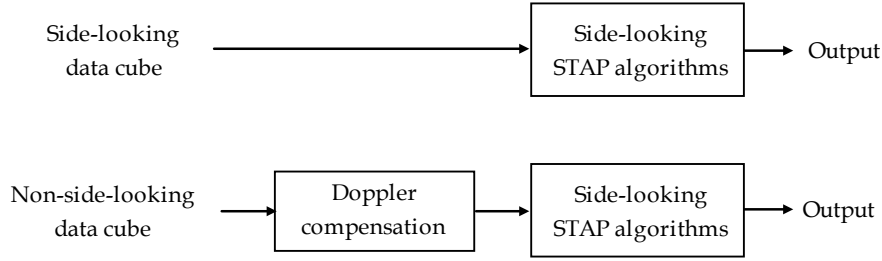 Side-looking
data cube
Side-looking
STAP algorithms
Output
Non-side-looking
data cube
Doppler
compensation
Side-looking
STAP algorithms
Output